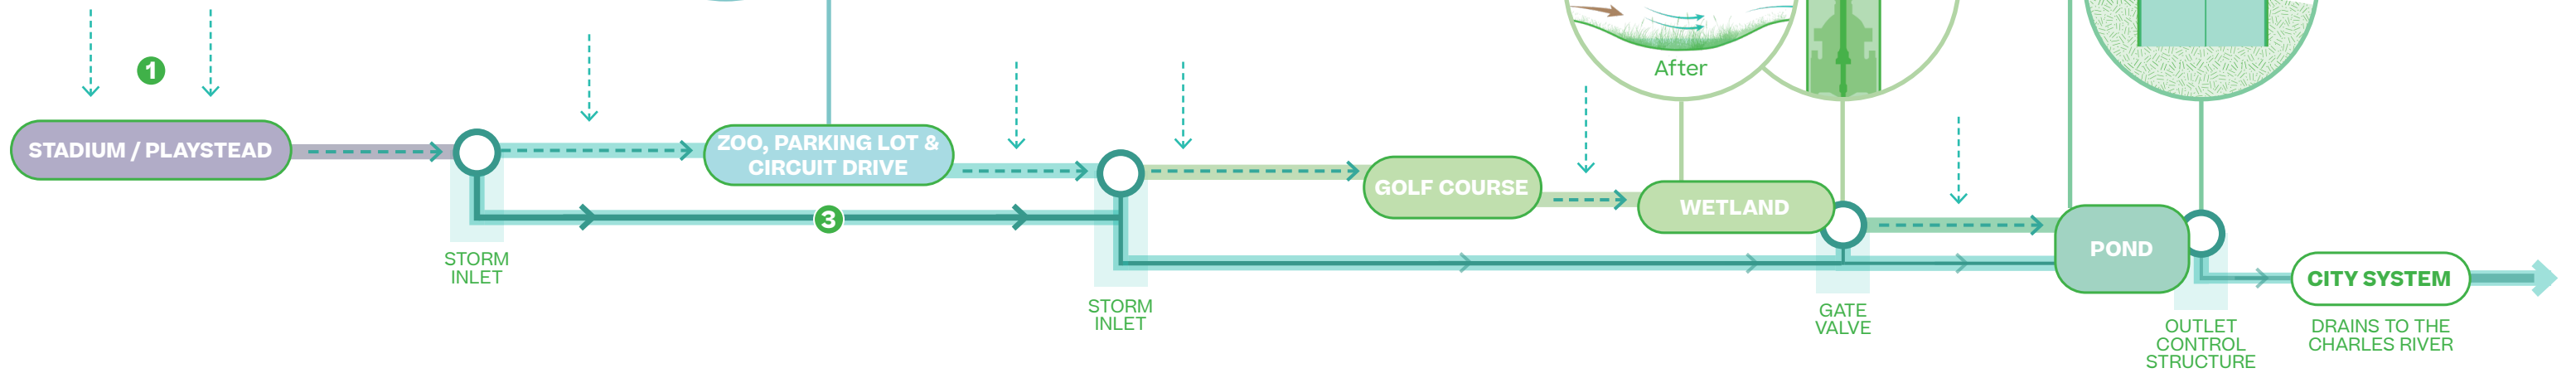 After
1
STADIUM / PLAYSTEAD
ZOO, PARKING LOT &
CIRCUIT DRIVE
GOLF COURSE
WETLAND
3
POND
STORM
INLET
CITY SYSTEM
STORM
INLET
GATE
VALVE
OUTLET
CONTROL
STRUCTURE
DRAINS TO THE
CHARLES RIVER